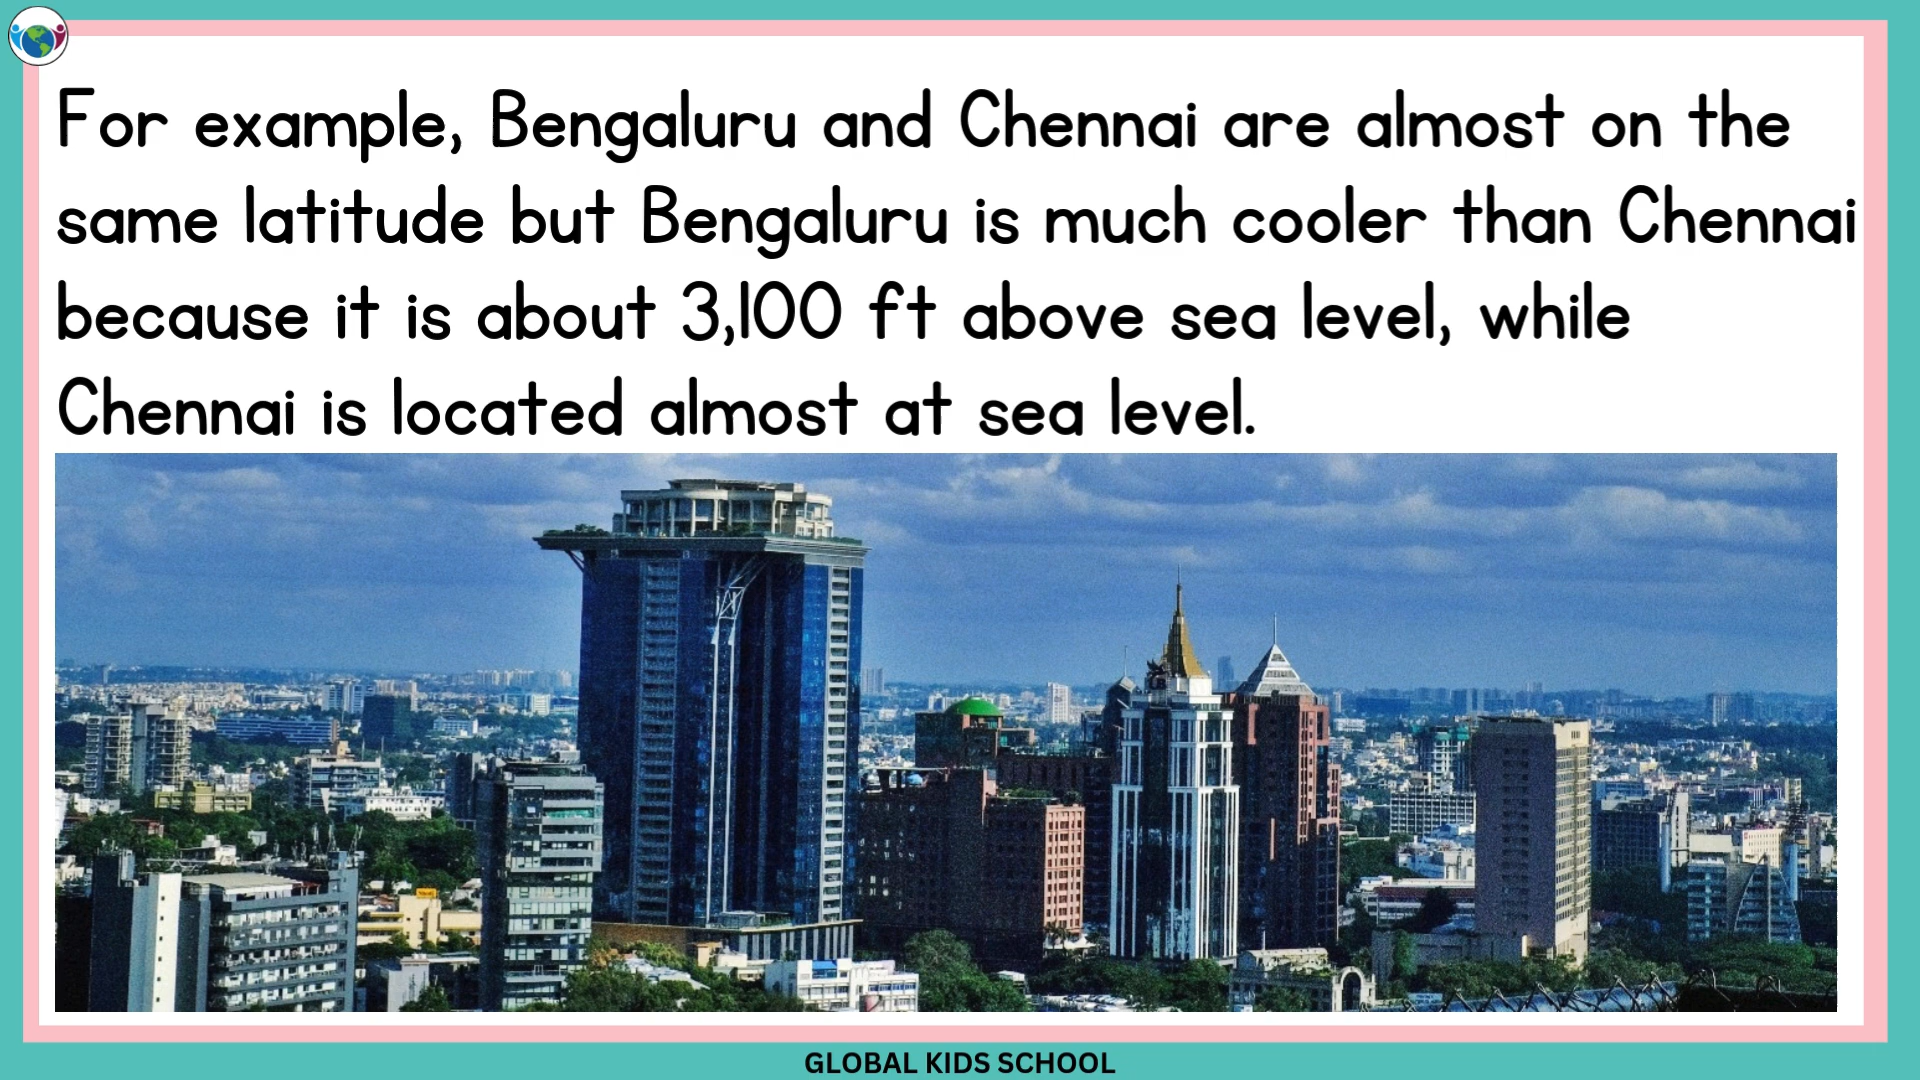 For example, Bengaluru and Chennai are almost on the
same latitude but Bengaluru is much cooler than Chennai
because it is about 3,100 ft above sea level, while
Chennai is located almost at sea level.
GLOBAL KIDS SCHOOL